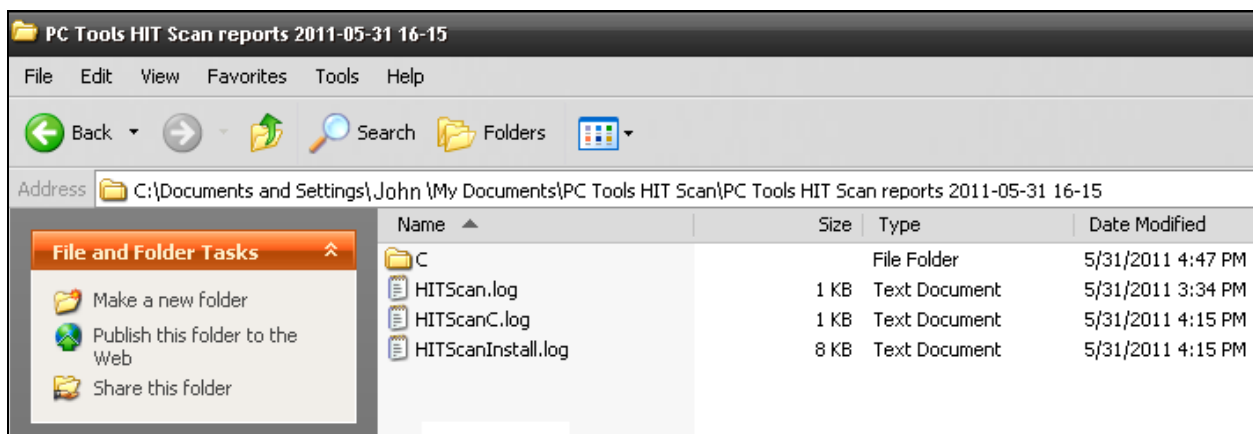 PC Tools HIT Scan reports 2011-05-31 16-15
File Edit View Favorites Tools Help
Back Search Folders
Address C:\Documents and Settings\John \My Documents\PC Tools HIT Scan\PC Tools HIT Scan reports 2011-05-31 16-15
Name Size Type Date Modified
File and Folder Tasks
Make a new folder
Publish this folder to the
Web
Share this folder
C File Folder 5/31/2011 4:47 PM
HITScan.log 1 KB Text Document 5/31/2011 3:34 PM
HITScanC.log 1 KB Text Document 5/31/2011 4:15 PM
HITScanInstall.log 8 KB Text Document 5/31/2011 4:15 PM